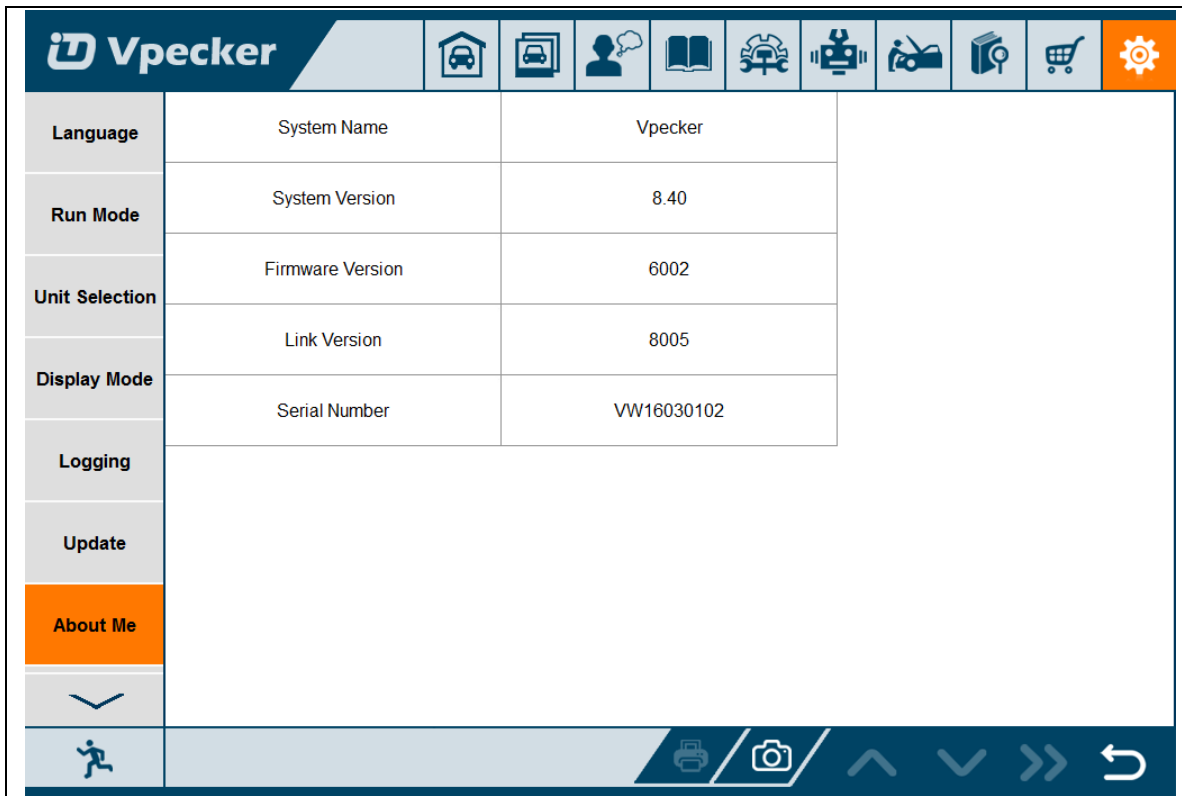 Vpecker
Language
System Name Vpecker
System Version 8.40
Run Mode
Firmware Version 6002
Unit Selection
Link Version 8005
Display Mode
Serial Number VW16030102
Logging
Update
About Me